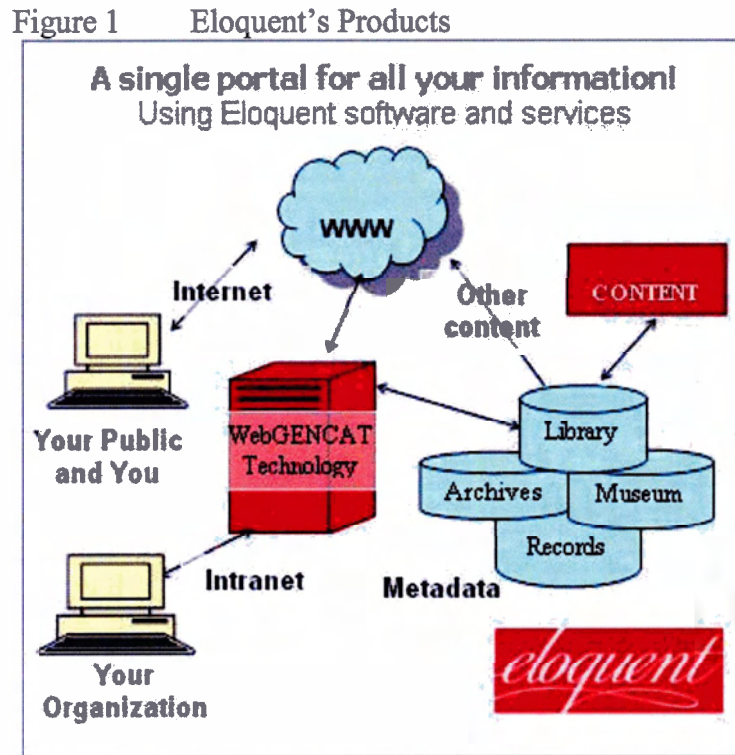 Figure 1 Eloquent's Products
A single portal for all your information!
Using Eloquent software and services
WWW
Internet
Other
content
CONTENT
Your Public
and You
WebGENCAT
Technology
Library
Archives
Museum
Records
Intranet
Metadata
Your
Organization
eloquent